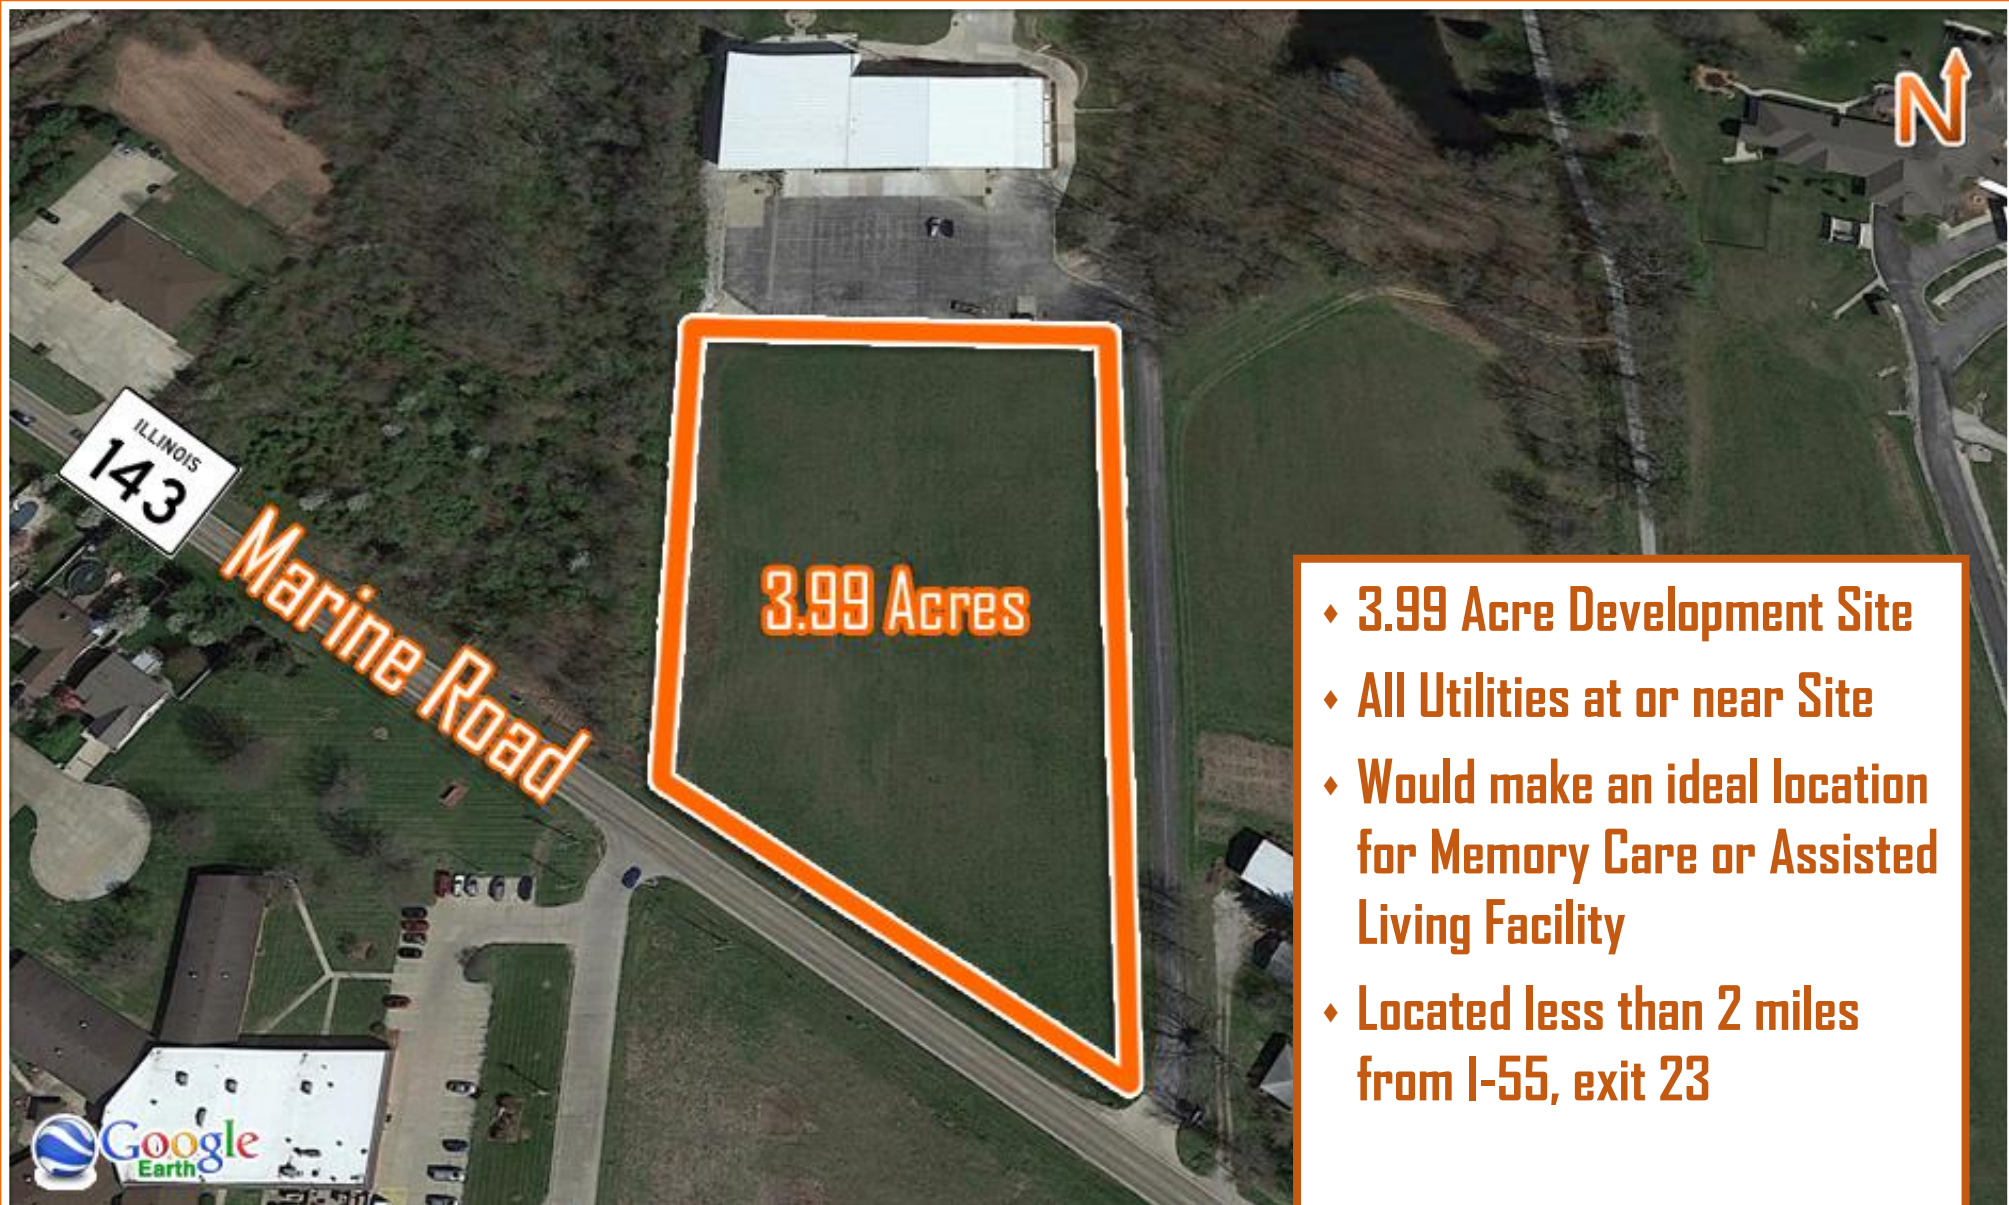 N
ILLINOIS
143
Marine Road
3.99 Acres
♦ 3.99 Acre Development Site
♦ All Utilities at or near Site
♦ Would make an ideal location
for Memory Care or Assisted
Living Facility
♦ Located less than 2 miles
from I-55, exit 23
Google
Earth